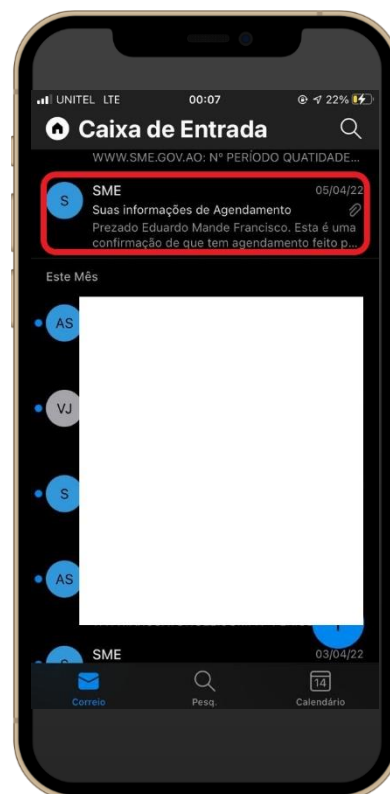 UNITEL LTE 00:07 22%
Caixa de Entrada
WWW.SME.GOV.AO: Nº PERÍODO QUATIDADE...
S
SME 05/04/22
Suas informações de Agendamento
Prezado Eduardo Mande Francisco. Esta é uma
confirmação de que tem agendamento feito p...
Este Mês
AS
VJ
S
AS
SME 03/04/22
14
Correio Pesq. Calendário